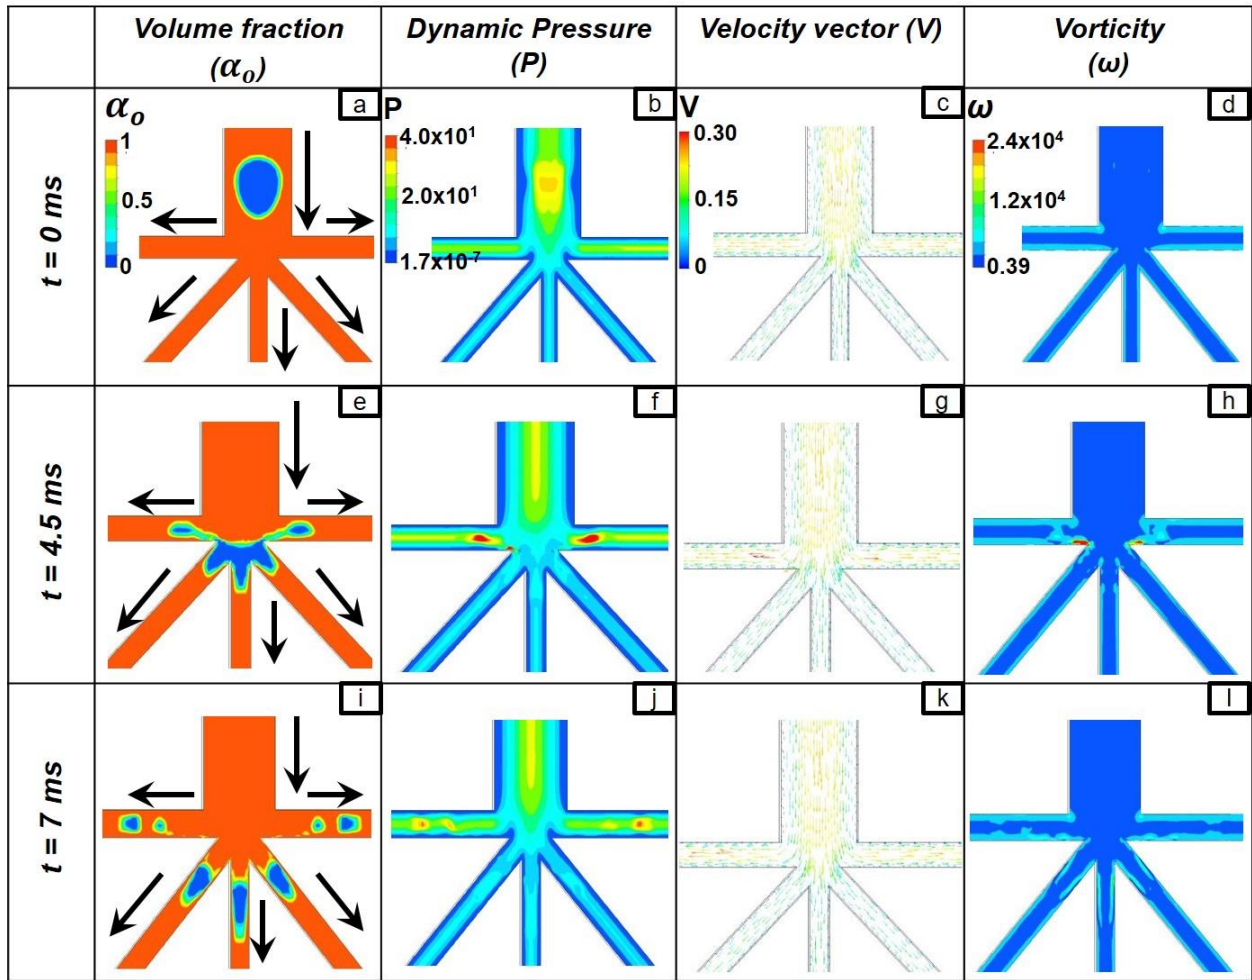 Volume fraction
(αₒ)
Dynamic Pressure
(P)
Velocity vector (V)
Vorticity
(ω)
t = 0 ms
αₒ
a
1
0.5
0
P
b
4.0x10¹
2.0x10¹
1.7x10⁻⁷
V
c
0.30
0.15
0
ω
d
2.4x10⁴
1.2x10⁴
0.39
t = 4.5 ms
e
f
g
h
t = 7 ms
i
j
k
l